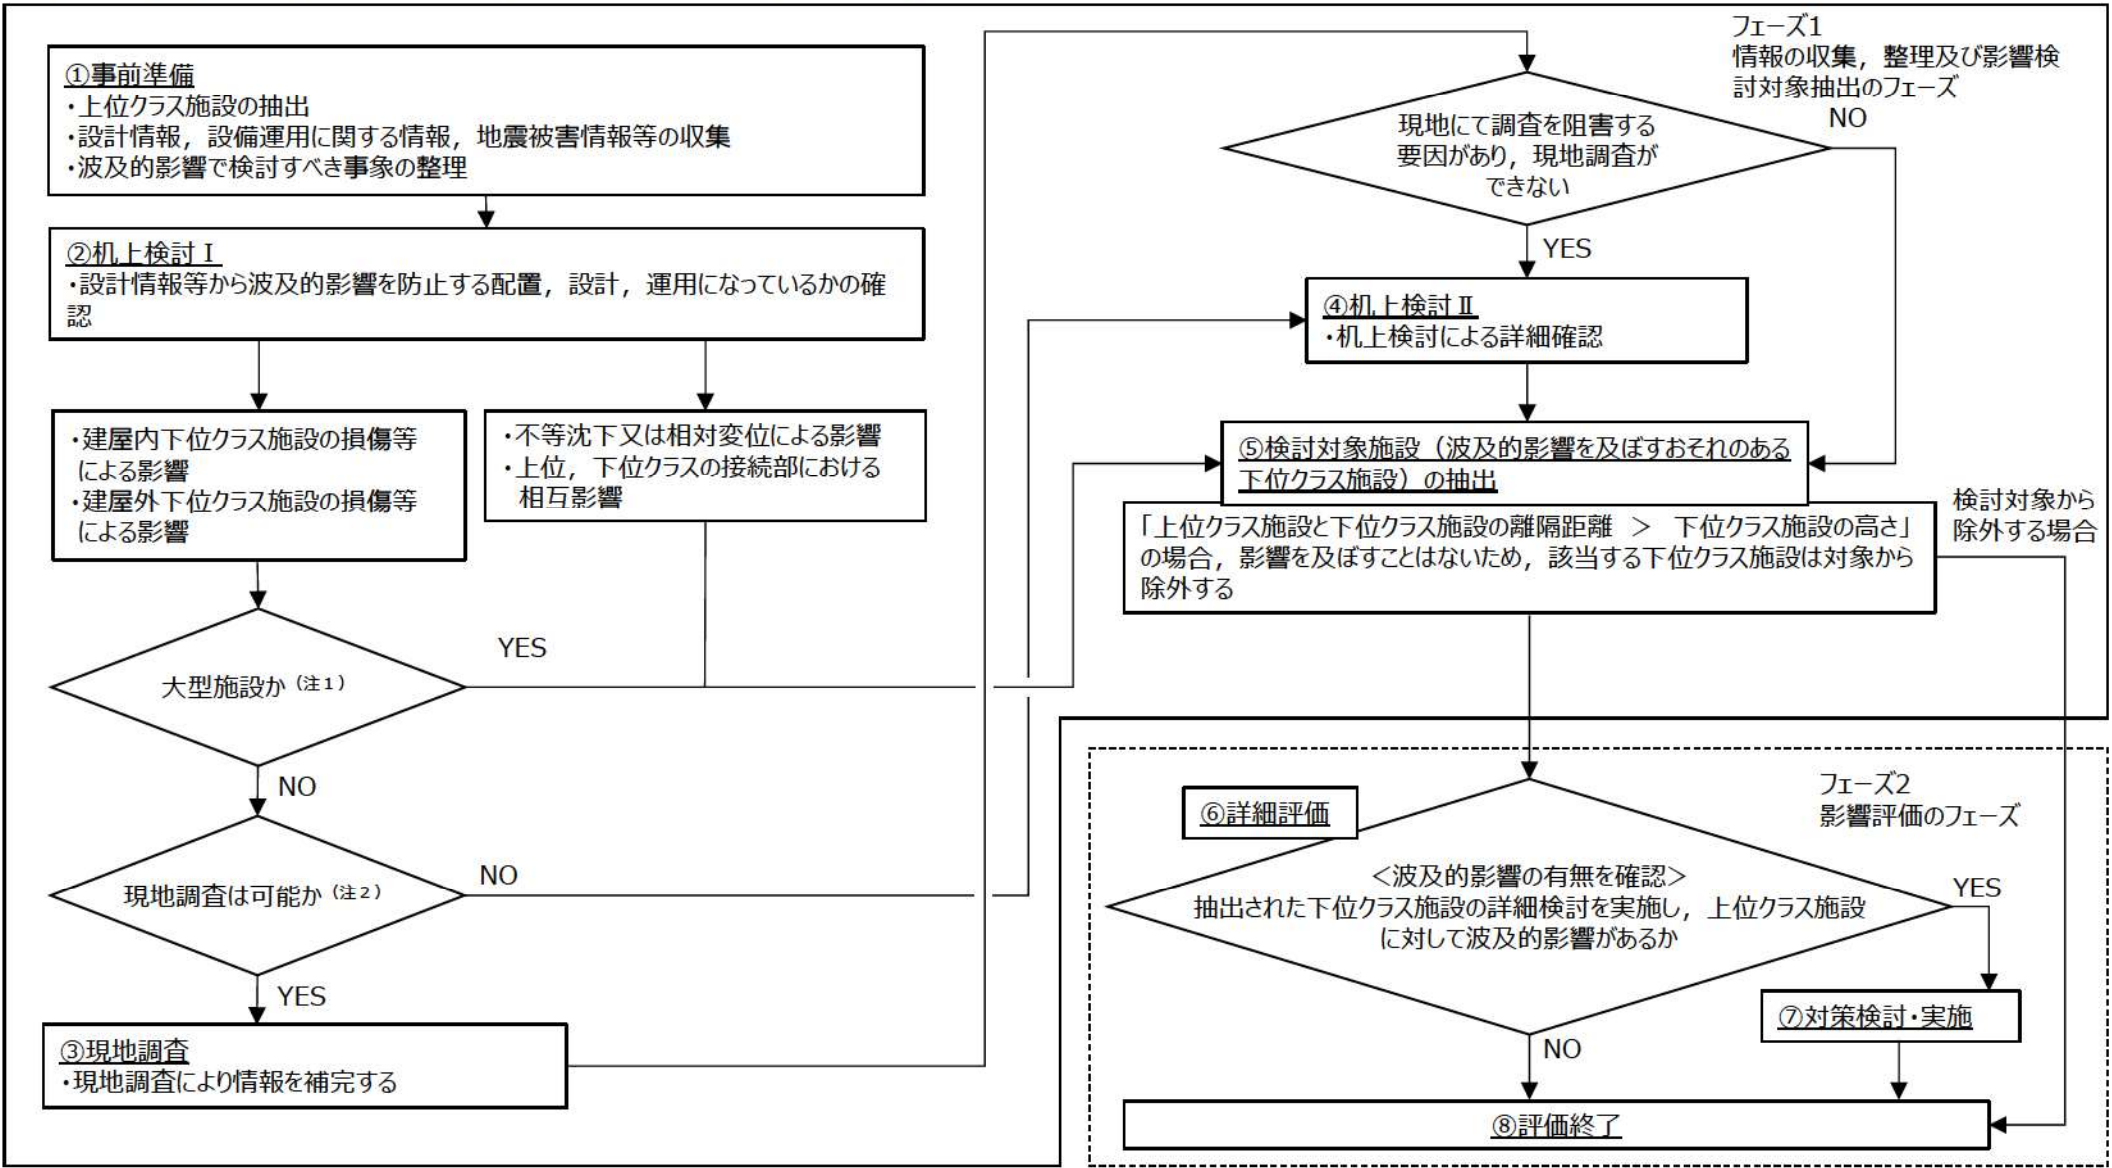 ①事前準備
・上位クラス施設の抽出
・設計情報，設備運用に関する情報，地震被害情報等の収集
・波及的影響で検討すべき事象の整理
②机上検討Ⅰ
・設計情報等から波及的影響を防止する配置，設計，運用になっているかの確
認
・建屋内下位クラス施設の損傷等
による影響
・建屋外下位クラス施設の損傷等
による影響
・不等沈下又は相対変位による影響
・上位，下位クラスの接続部における
相互影響
大型施設か（注１）
YES
NO
現地調査は可能か（注２）
NO
YES
③現地調査
・現地調査により情報を補完する
フェーズ1
情報の収集，整理及び影響検
討対象抽出のフェーズ
現地にて調査を阻害する
要因があり，現地調査が
できない
NO
YES
④机上検討Ⅱ
・机上検討による詳細確認
⑤検討対象施設（波及的影響を及ぼすおそれのある
下位クラス施設）の抽出
「上位クラス施設と下位クラス施設の離隔距離 ＞ 下位クラス施設の高さ」
の場合，影響を及ぼすことはないため，該当する下位クラス施設は対象から
除外する
検討対象から
除外する場合
フェーズ2
影響評価のフェーズ
⑥詳細評価
＜波及的影響の有無を確認＞
抽出された下位クラス施設の詳細検討を実施し，上位クラス施設
に対して波及的影響があるか
YES
NO
⑦対策検討・実施
⑧評価終了